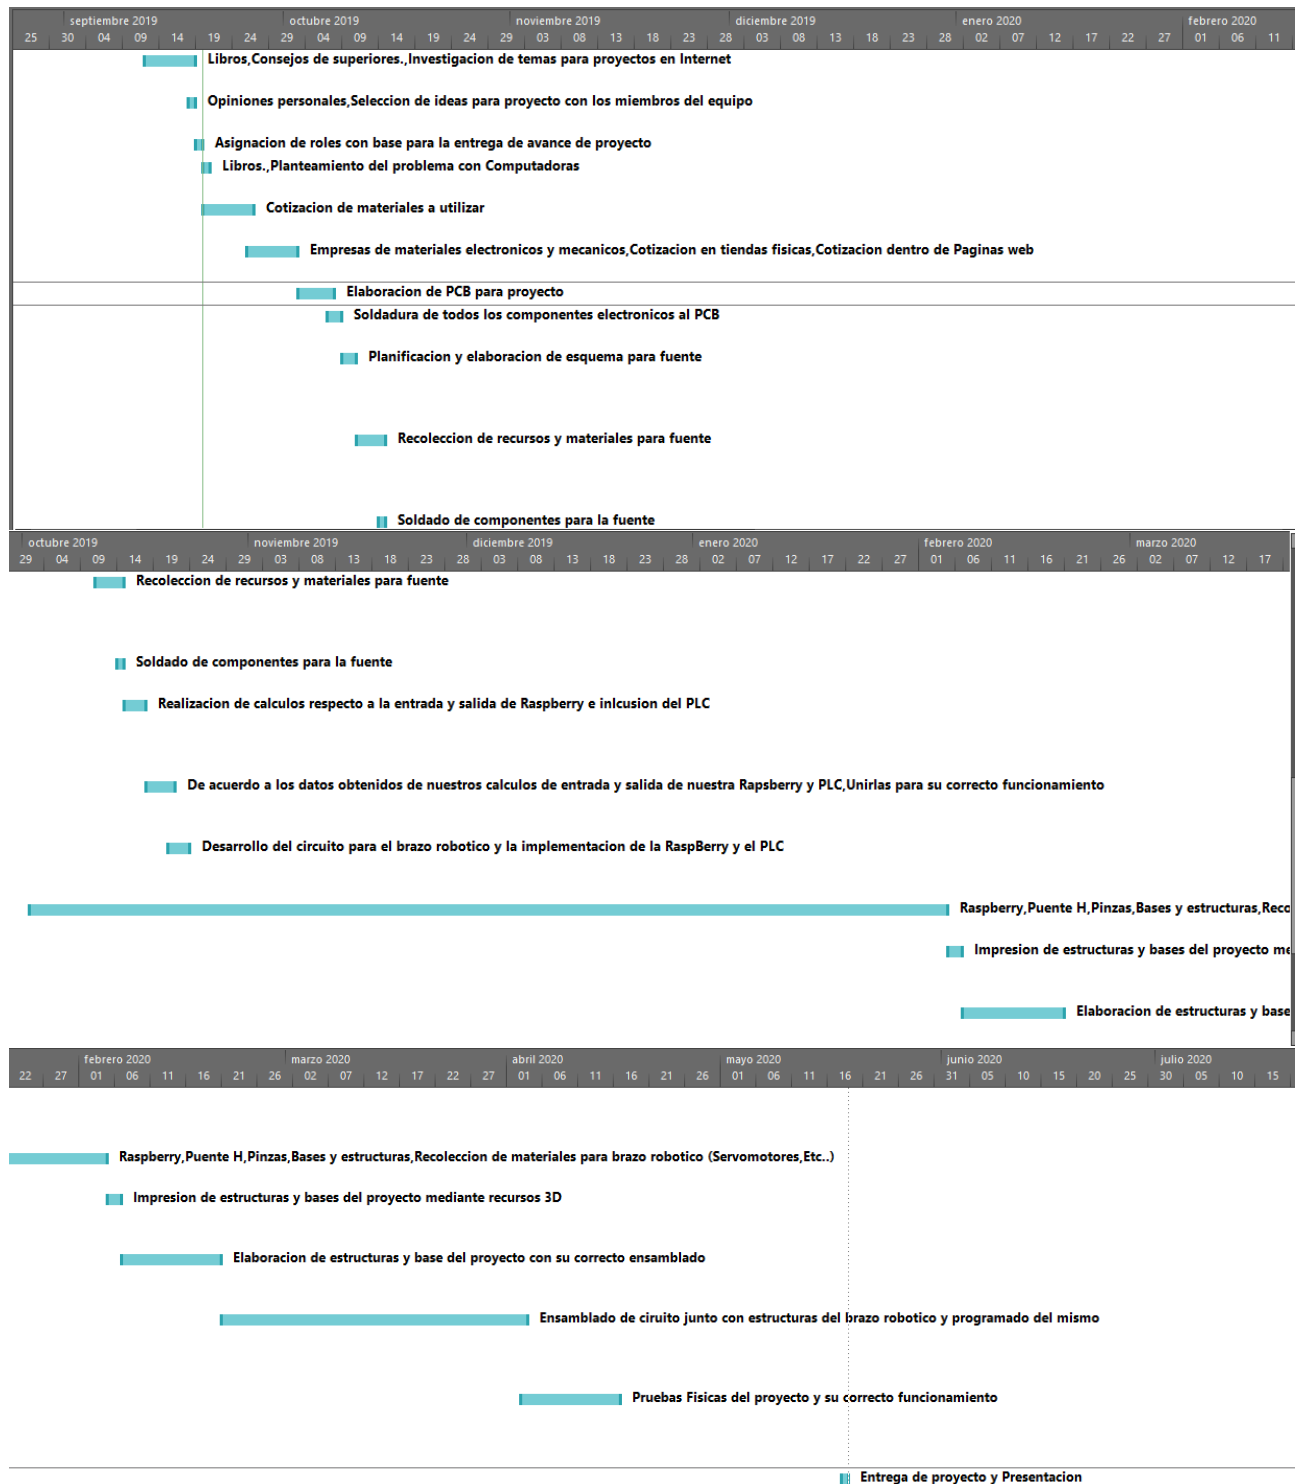 septiembre 2019 octubre 2019 noviembre 2019 diciembre 2019 enero 2020 febrero 2020
25 30 04 09 14 19 24 29 04 09 14 19 24 29 03 08 13 18 23 28 03 08 13 18 23 28 02 07 12 17 22 27 01 06 11
Libros,Consejos de superiores.,Investigacion de temas para proyectos en Internet
Opiniones personales,Seleccion de ideas para proyecto con los miembros del equipo
Asignacion de roles con base para la entrega de avance de proyecto
Libros.,Planteamiento del problema con Computadoras
Cotizacion de materiales a utilizar
Empresas de materiales electronicos y mecanicos,Cotizacion en tiendas fisicas,Cotizacion dentro de Paginas web
Elaboracion de PCB para proyecto
Soldadura de todos los componentes electronicos al PCB
Planificacion y elaboracion de esquema para fuente
Recoleccion de recursos y materiales para fuente
Soldado de componentes para la fuente
octubre 2019 noviembre 2019 diciembre 2019 enero 2020 febrero 2020 marzo 2020
29 04 09 14 19 24 29 03 08 13 18 23 28 03 08 13 18 23 28 02 07 12 17 22 27 01 06 11 16 21 26 02 07 12 17
Recoleccion de recursos y materiales para fuente
Soldado de componentes para la fuente
Realizacion de calculos respecto a la entrada y salida de Raspberry e inlcusion del PLC
De acuerdo a los datos obtenidos de nuestros calculos de entrada y salida de nuestra Rapsberry y PLC,Unirlas para su correcto funcionamiento
Desarrollo del circuito para el brazo robotico y la implementacion de la RaspBerry y el PLC
Raspberry,Puente H,Pinzas,Bases y estructuras,Reco
Impresion de estructuras y bases del proyecto me
Elaboracion de estructuras y base
febrero 2020 marzo 2020 abril 2020 mayo 2020 junio 2020 julio 2020
22 27 01 06 11 16 21 26 02 07 12 17 22 27 01 06 11 16 21 26 01 06 11 16 21 26 31 05 10 15 20 25 30 05 10 15
Raspberry,Puente H,Pinzas,Bases y estructuras,Recoleccion de materiales para brazo robotico (Servomotores,Etc..)
Impresion de estructuras y bases del proyecto mediante recursos 3D
Elaboracion de estructuras y base del proyecto con su correcto ensamblado
Ensamblado de ciruito junto con estructuras del brazo robotico y programado del mismo
Pruebas Fisicas del proyecto y su correcto funcionamiento
Entrega de proyecto y Presentacion